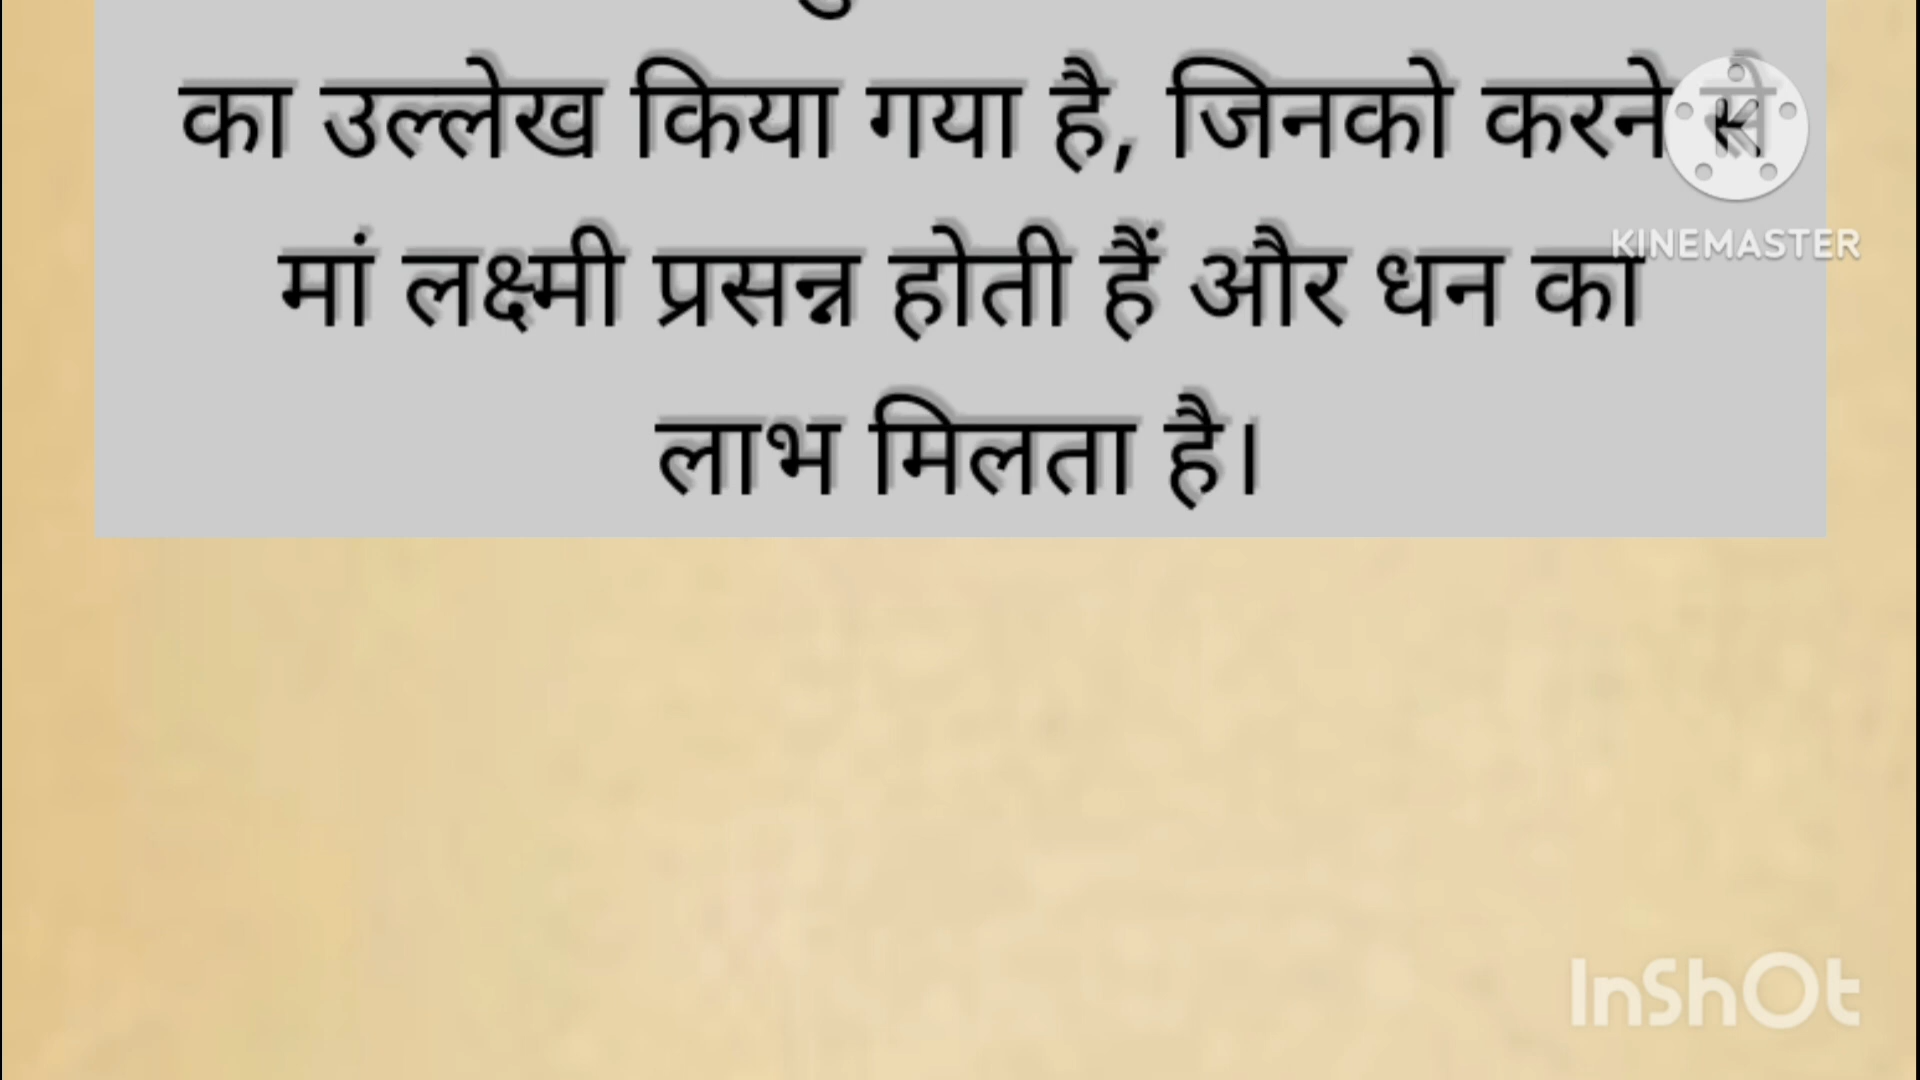 का उल्लेख किया गया है, जिनको करने से
KINEMASTER
मां लक्ष्मी प्रसन्न होती हैं और धन का
लाभ मिलता है।
InShOt